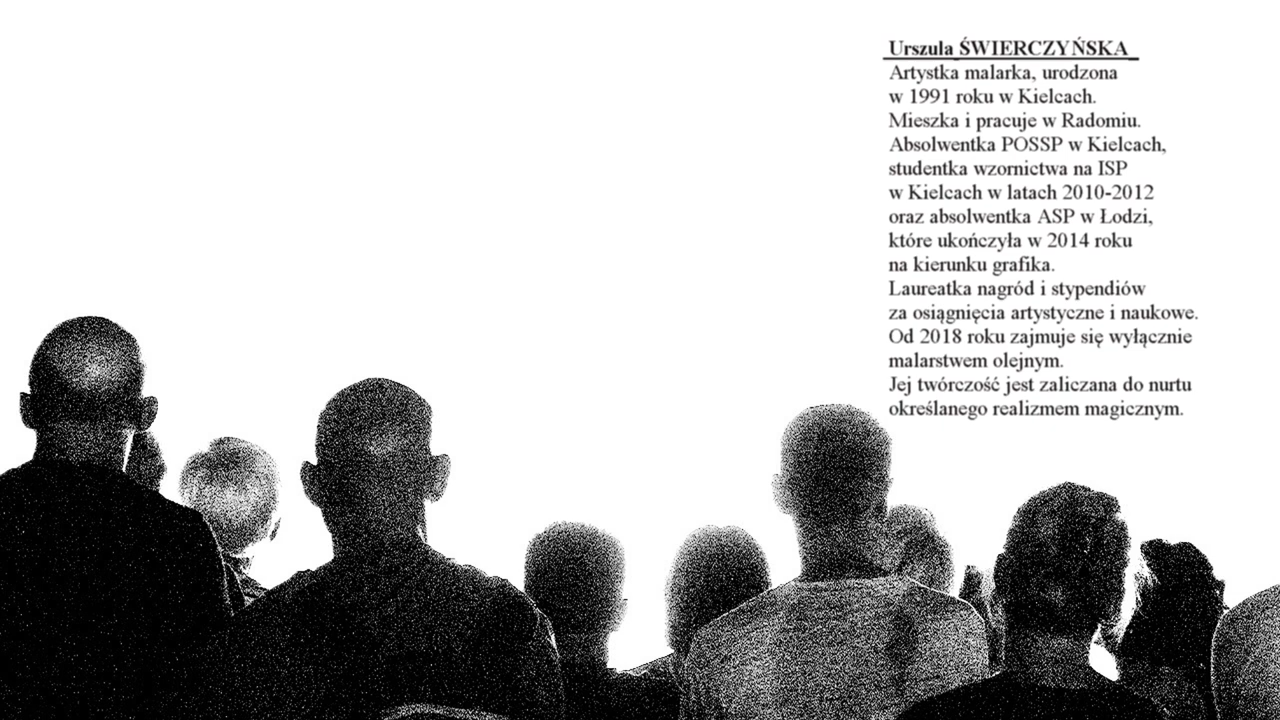 Urszula ŚWIERCZYŃSKA
Artystka malarka, urodzona
w 1991 roku w Kielcach.
Mieszka i pracuje w Radomiu.
Absolwentka POSSP w Kielcach,
studentka wzornictwa na ISP
w Kielcach w latach 2010-2012
oraz absolwentka ASP w Łodzi,
które ukończyła w 2014 roku
na kierunku grafika.
Laureatka nagród i stypendiów
za osiągnięcia artystyczne i naukowe.
Od 2018 roku zajmuje się wyłącznie
malarstwem olejnym.
Jej twórczość jest zaliczana do nurtu
określanego realizmem magicznym.